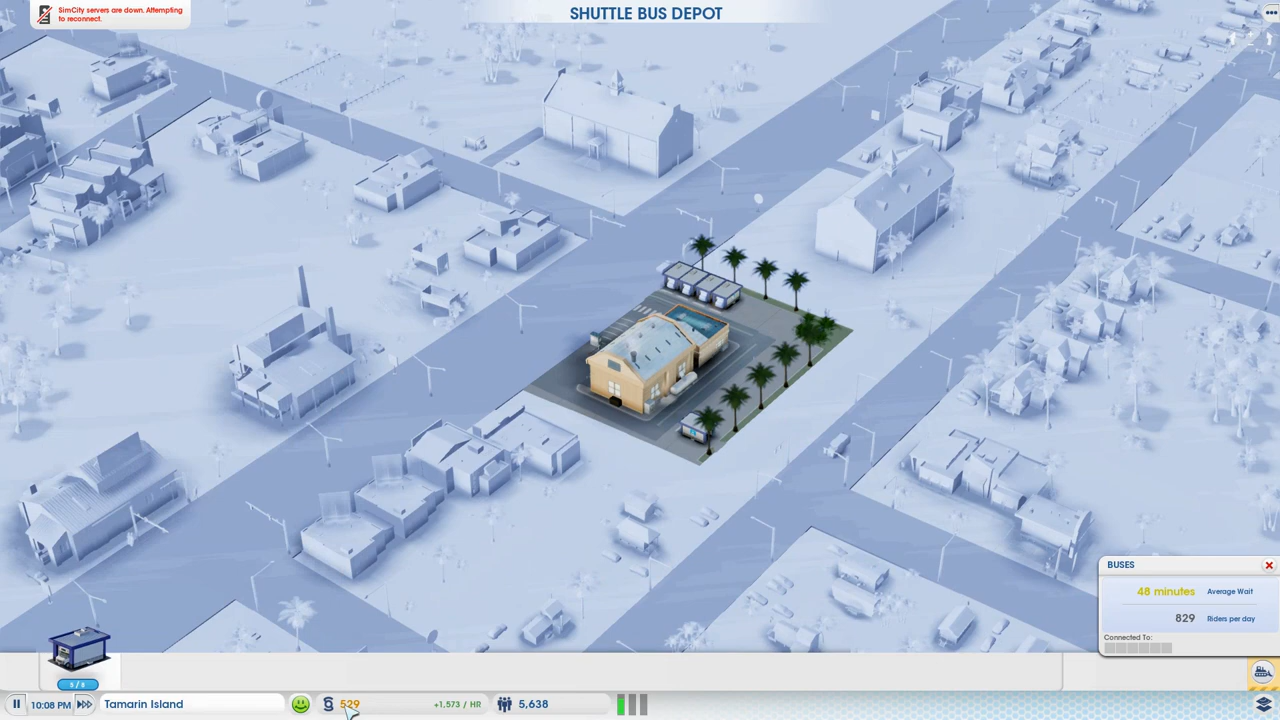 SimCity servers are down. Attempting
to reconnect.
SHUTTLE BUS DEPOT
BUSES
48 minutes Average Wait
829 Riders per day
Connected To:
5 / 8
10:08 PM Tamarin Island 529 +1,573 / HR 5,638